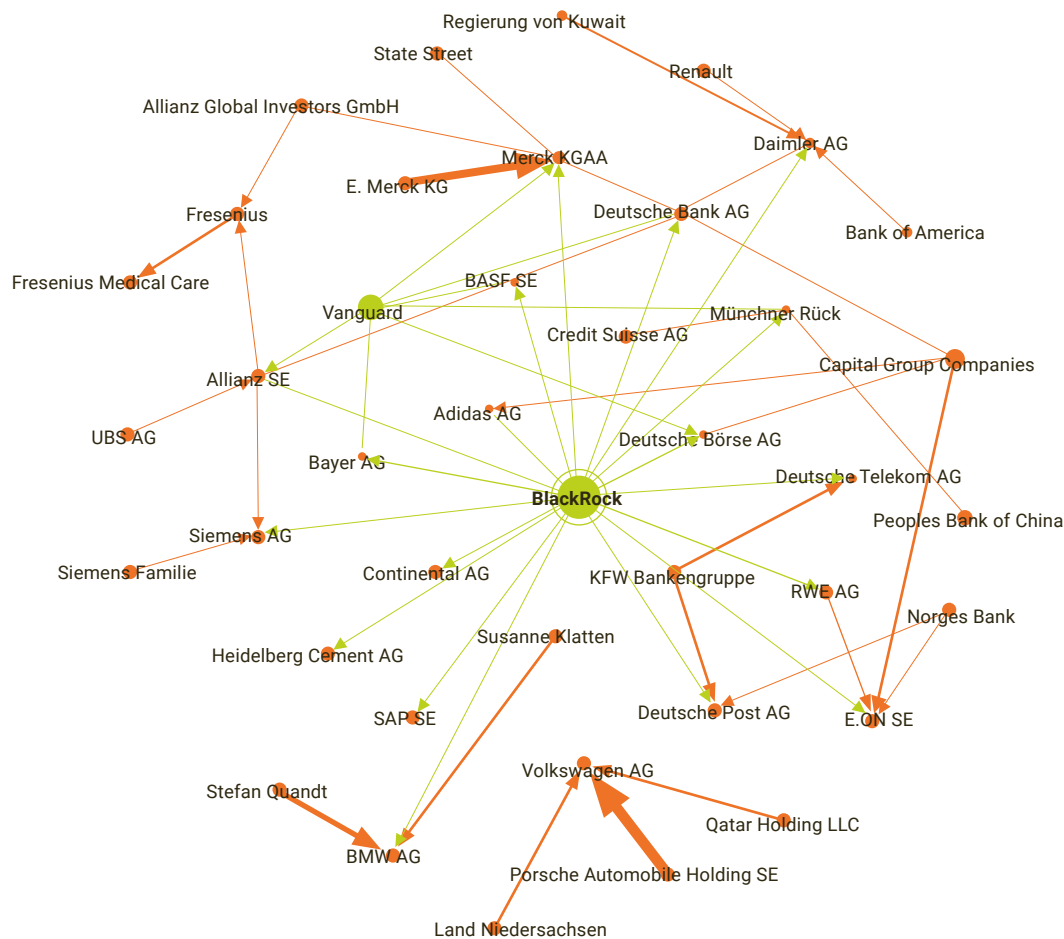 Regierung von Kuwait
State Street
Renault
Allianz Global Investors GmbH
Daimler AG
Merck KGAA
E. Merck KG
Fresenius
Deutsche Bank AG
Bank of America
Fresenius Medical Care
BASF SE
Vanguard
Münchner Rück
Credit Suisse AG
Capital Group Companies
Allianz SE
Adidas AG
UBS AG
Deutsche Börse AG
Bayer AG
Deutsche Telekom AG
BlackRock
Peoples Bank of China
Siemens AG
Siemens Familie
Continental AG
KFW Bankengruppe
RWE AG
Norges Bank
Susanne Klatten
Heidelberg Cement AG
SAP SE
Deutsche Post AG
E.ON SE
Volkswagen AG
Stefan Quandt
Qatar Holding LLC
BMW AG
Porsche Automobile Holding SE
Land Niedersachsen